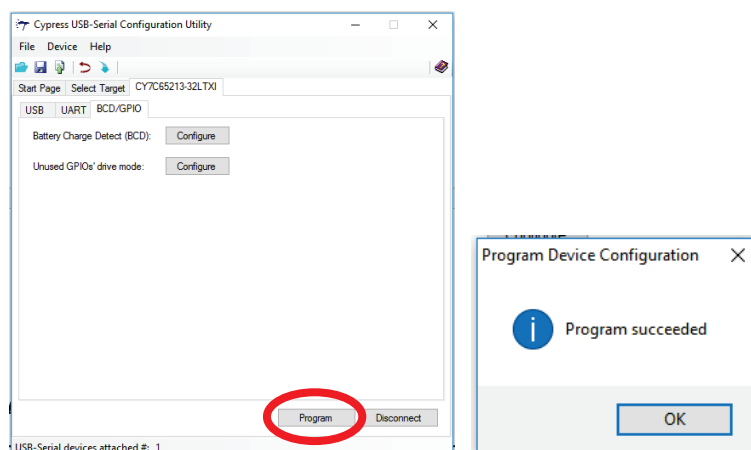 Cypress USB-Serial Configuration Utility
File Device Help
Start Page Select Target CY7C65213-32LTXI
USB UART BCD/GPIO
Battery Charge Detect (BCD): Configure
Unused GPIOs' drive mode: Configure
Program Disconnect
USB-Serial devices attached #: 1
Program Device Configuration
Program succeeded
OK